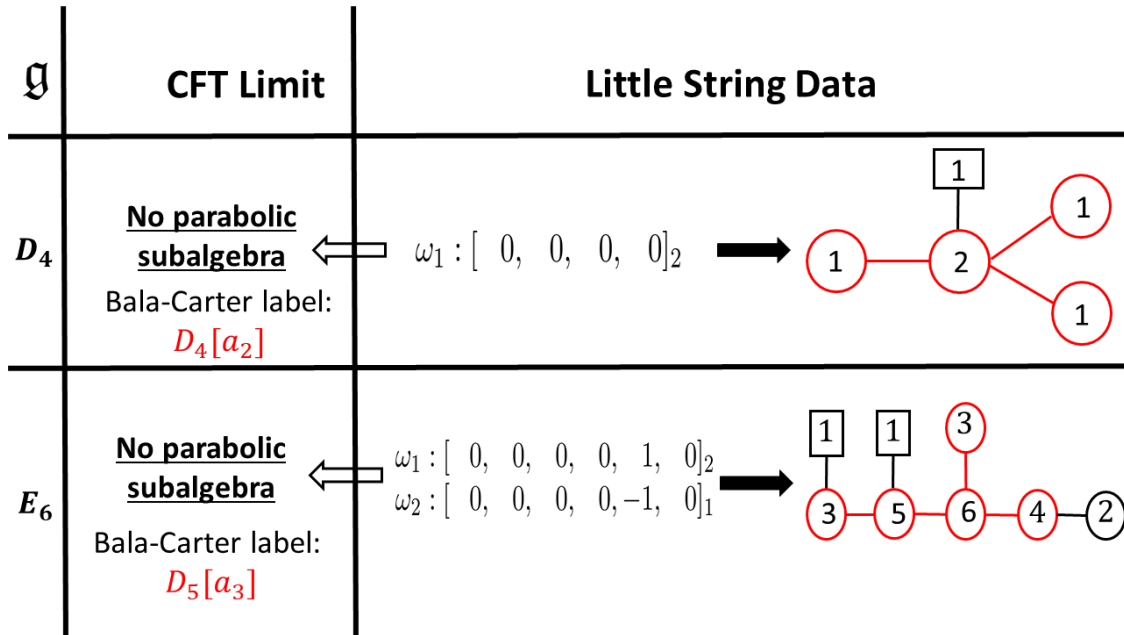 𝔤
CFT Limit
Little String Data
D₄
No parabolic
subalgebra
Bala-Carter label:
D₄[a₂]
ω₁ : [ 0, 0, 0, 0]₂
1
1
2
1
1
E₆
No parabolic
subalgebra
Bala-Carter label:
D₅[a₃]
ω₁ : [ 0, 0, 0, 0, 1, 0]₂
ω₂ : [ 0, 0, 0, 0, −1, 0]₁
1 1 3
3 5 6 4 2